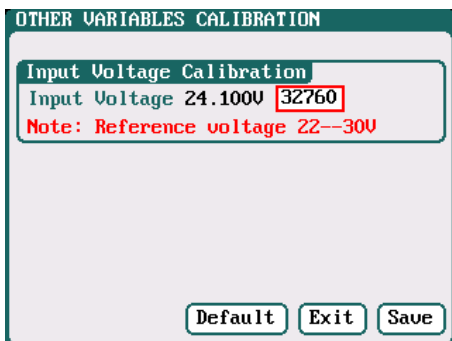 OTHER VARIABLES CALIBRATION
Input Voltage Calibration
Input Voltage 24.100V 32760
Note: Reference voltage 22--30V
Default Exit Save